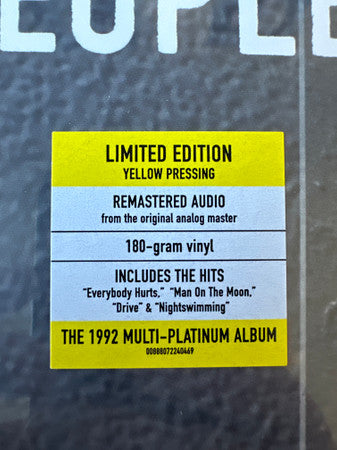 EOPLE
LIMITED EDITION
YELLOW PRESSING
REMASTERED AUDIO
from the original analog master
180-gram vinyl
INCLUDES THE HITS
“Everybody Hurts,” “Man On The Moon,”
“Drive” & “Nightswimming”
THE 1992 MULTI-PLATINUM ALBUM
00888072240469